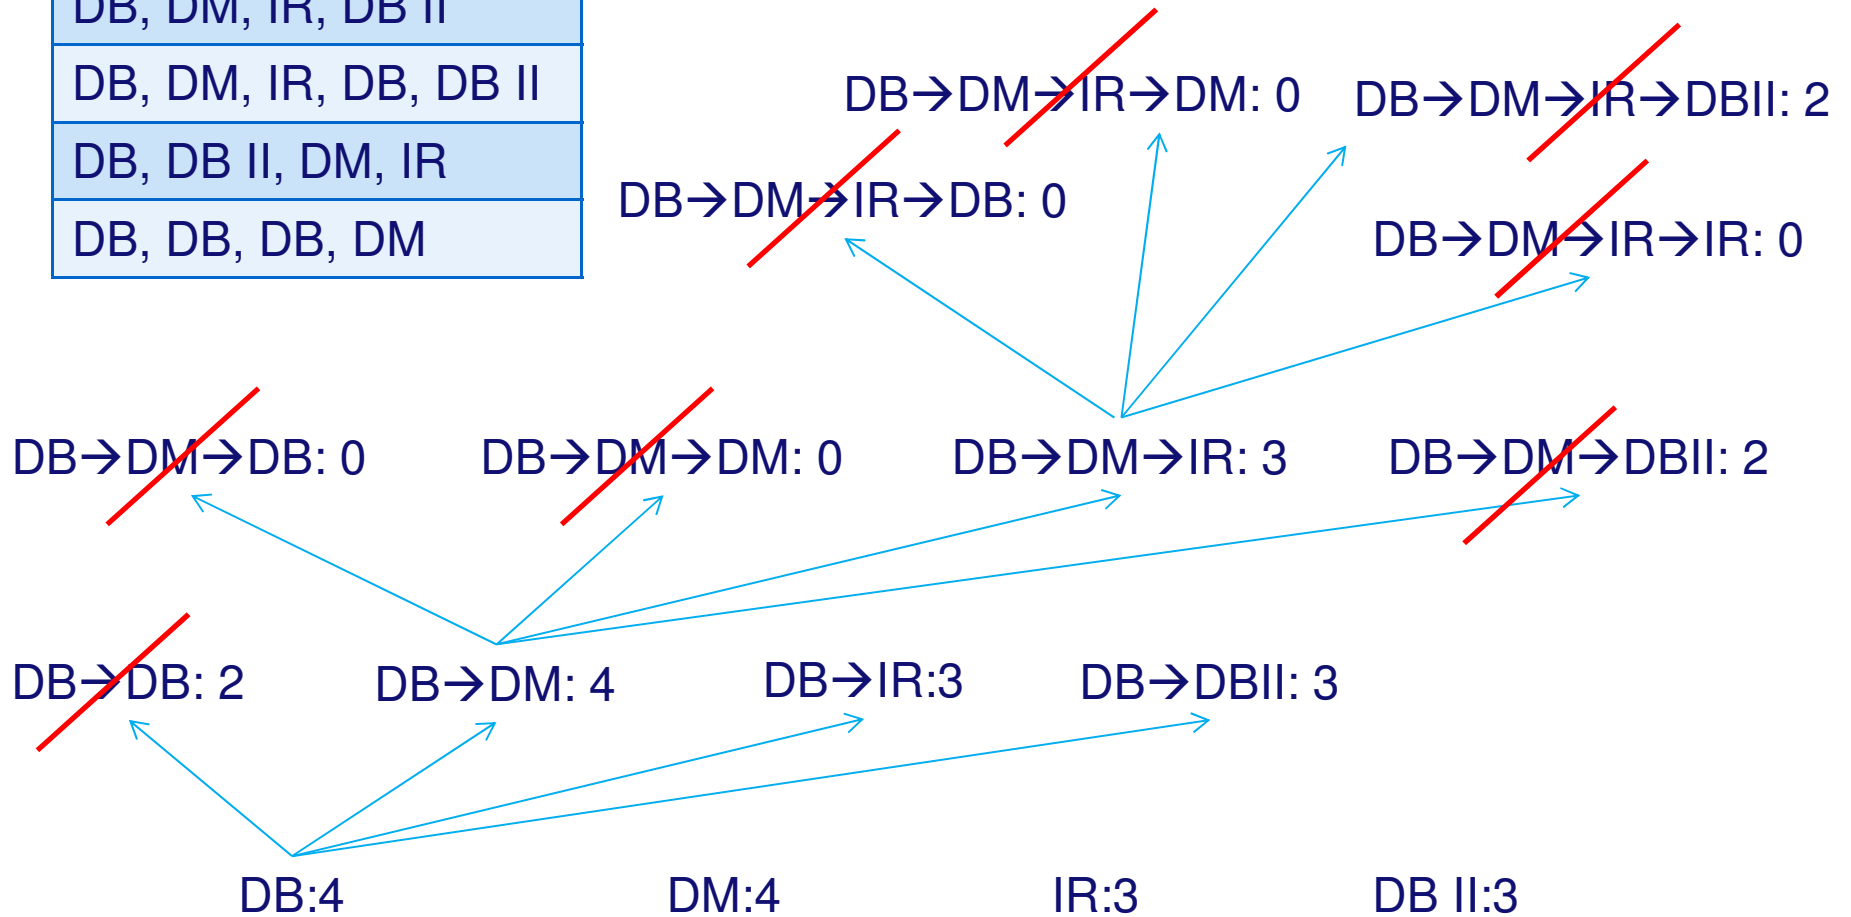 DB, DM, IR, DB II
DB, DM, IR, DB, DB II
DB, DB II, DM, IR
DB, DB, DB, DM
DB→DM→IR→DM: 0
DB→DM→IR→DBII: 2
DB→DM→IR→DB: 0
DB→DM→IR→IR: 0
DB→DM→DB: 0
DB→DM→DM: 0
DB→DM→IR: 3
DB→DM→DBII: 2
DB→DB: 2
DB→DM: 4
DB→IR:3
DB→DBII: 3
DB:4
DM:4
IR:3
DB II:3